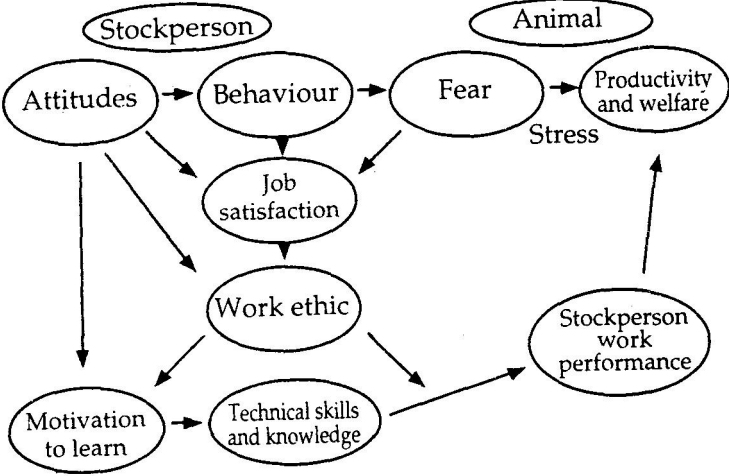 Stockperson
Animal
Attitudes
Behaviour
Fear
Productivity
and welfare
Stress
Job
satisfaction
Work ethic
Stockperson
work
performance
Motivation
to learn
Technical skills
and knowledge